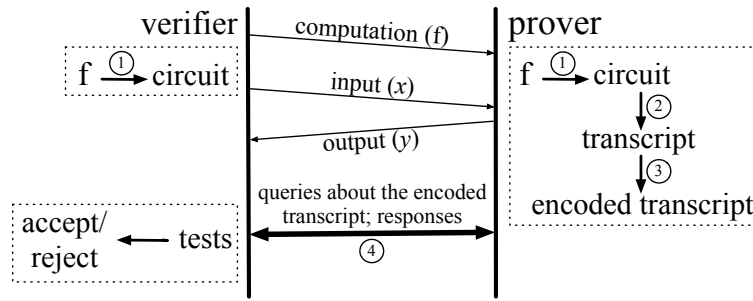 verifier
prover
computation (f)
f ① circuit
input (x)
output (y)
f ① circuit
②
transcript
③
encoded transcript
queries about the encoded
transcript; responses
④
accept/
reject
tests